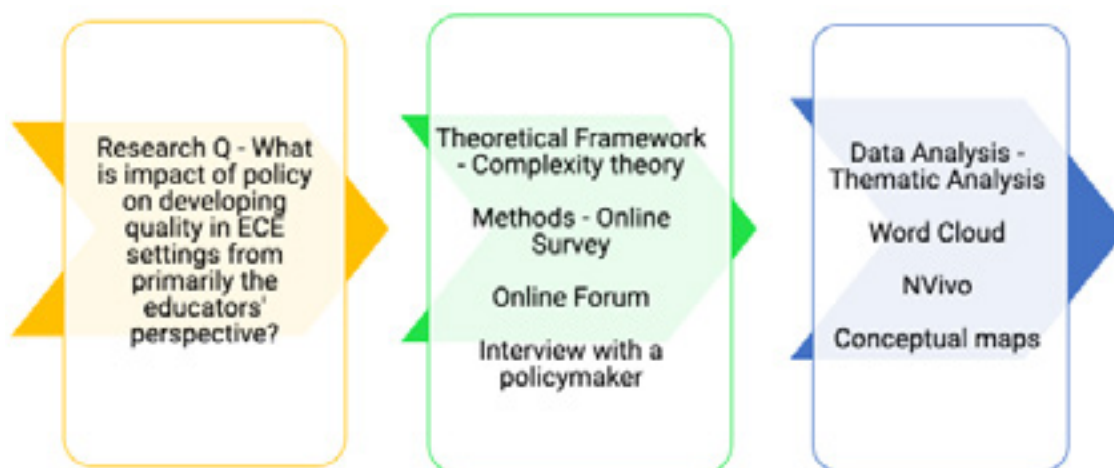 Research Q - What
is impact of policy
on developing
quality in ECE
settings from
primarily the
educators'
perspective?
Theoretical Framework
- Complexity theory
Methods - Online
Survey
Online Forum
Interview with a
policymaker
Data Analysis -
Thematic Analysis
Word Cloud
NVivo
Conceptual maps